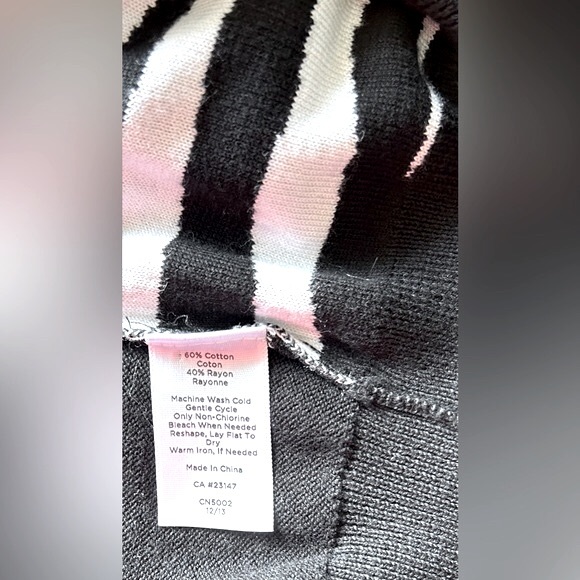 60% Cotton
Coton
40% Rayon
Rayonne
Machine Wash Cold
Gentle Cycle
Only Non-Chlorine
Bleach When Needed
Reshape, Lay Flat To
Dry
Warm Iron, If Needed
Made In China
CA #23147
CN5002
12/13